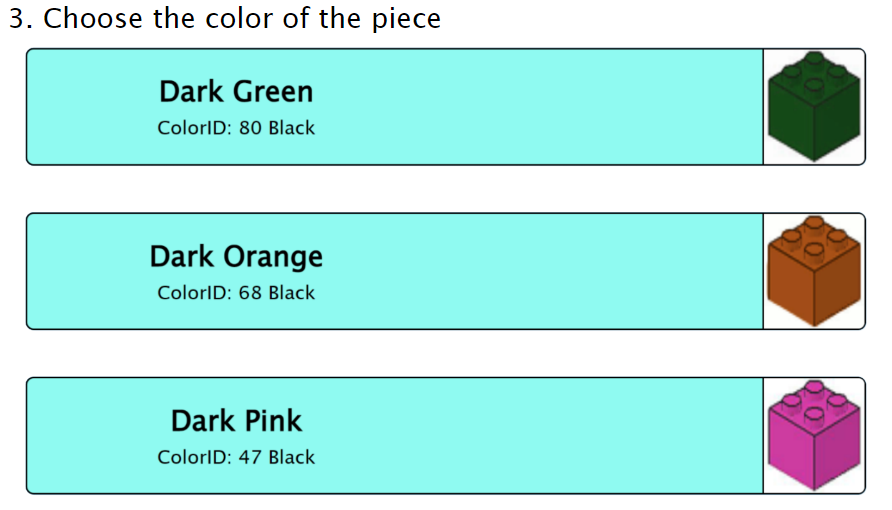 3. Choose the color of the piece
Dark Green
ColorID: 80 Black
Dark Orange
ColorID: 68 Black
Dark Pink
ColorID: 47 Black